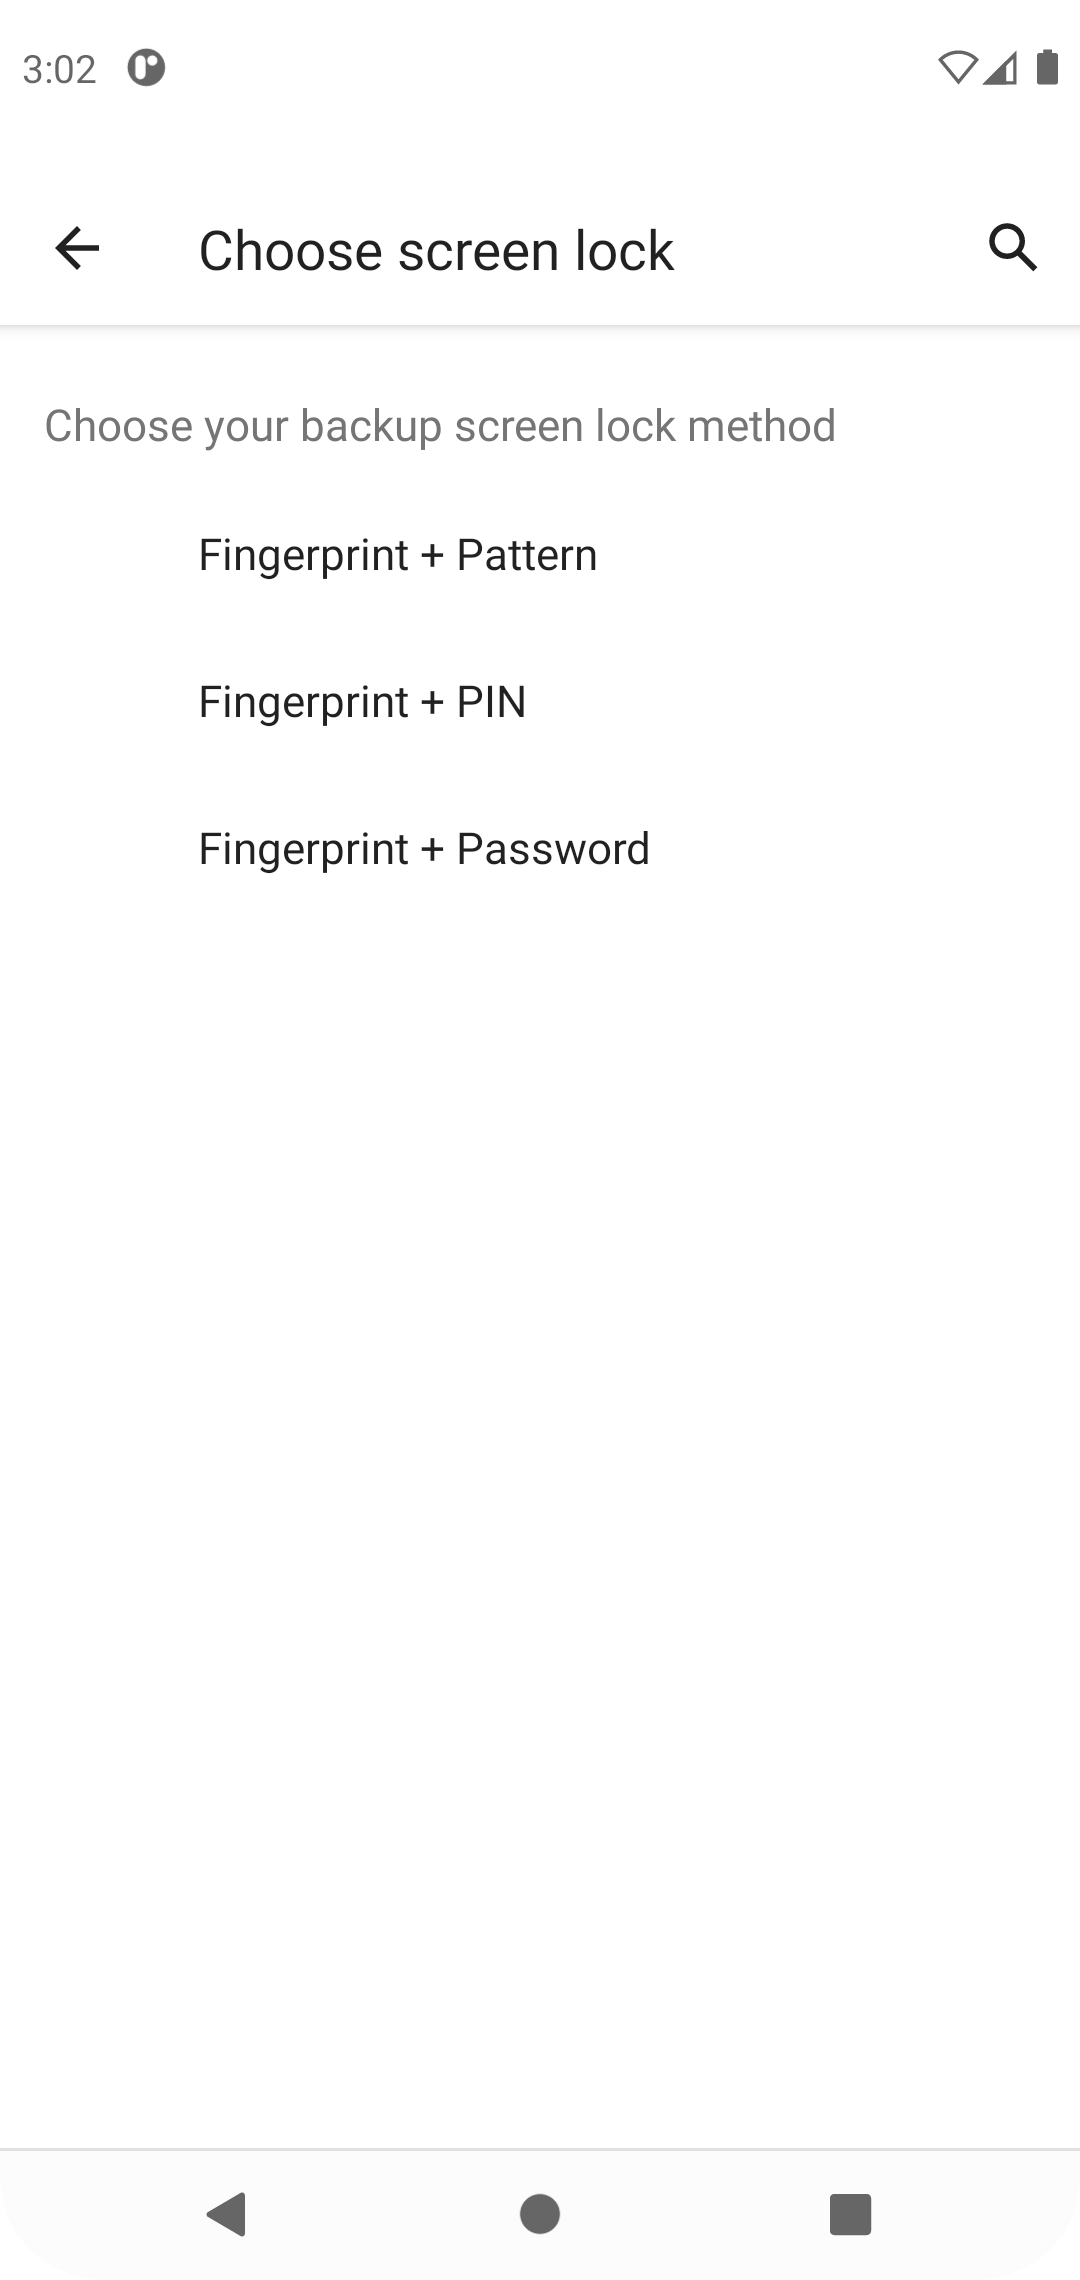 3:02
Choose screen lock
Choose your backup screen lock method
Fingerprint + Pattern
Fingerprint + PIN
Fingerprint + Password